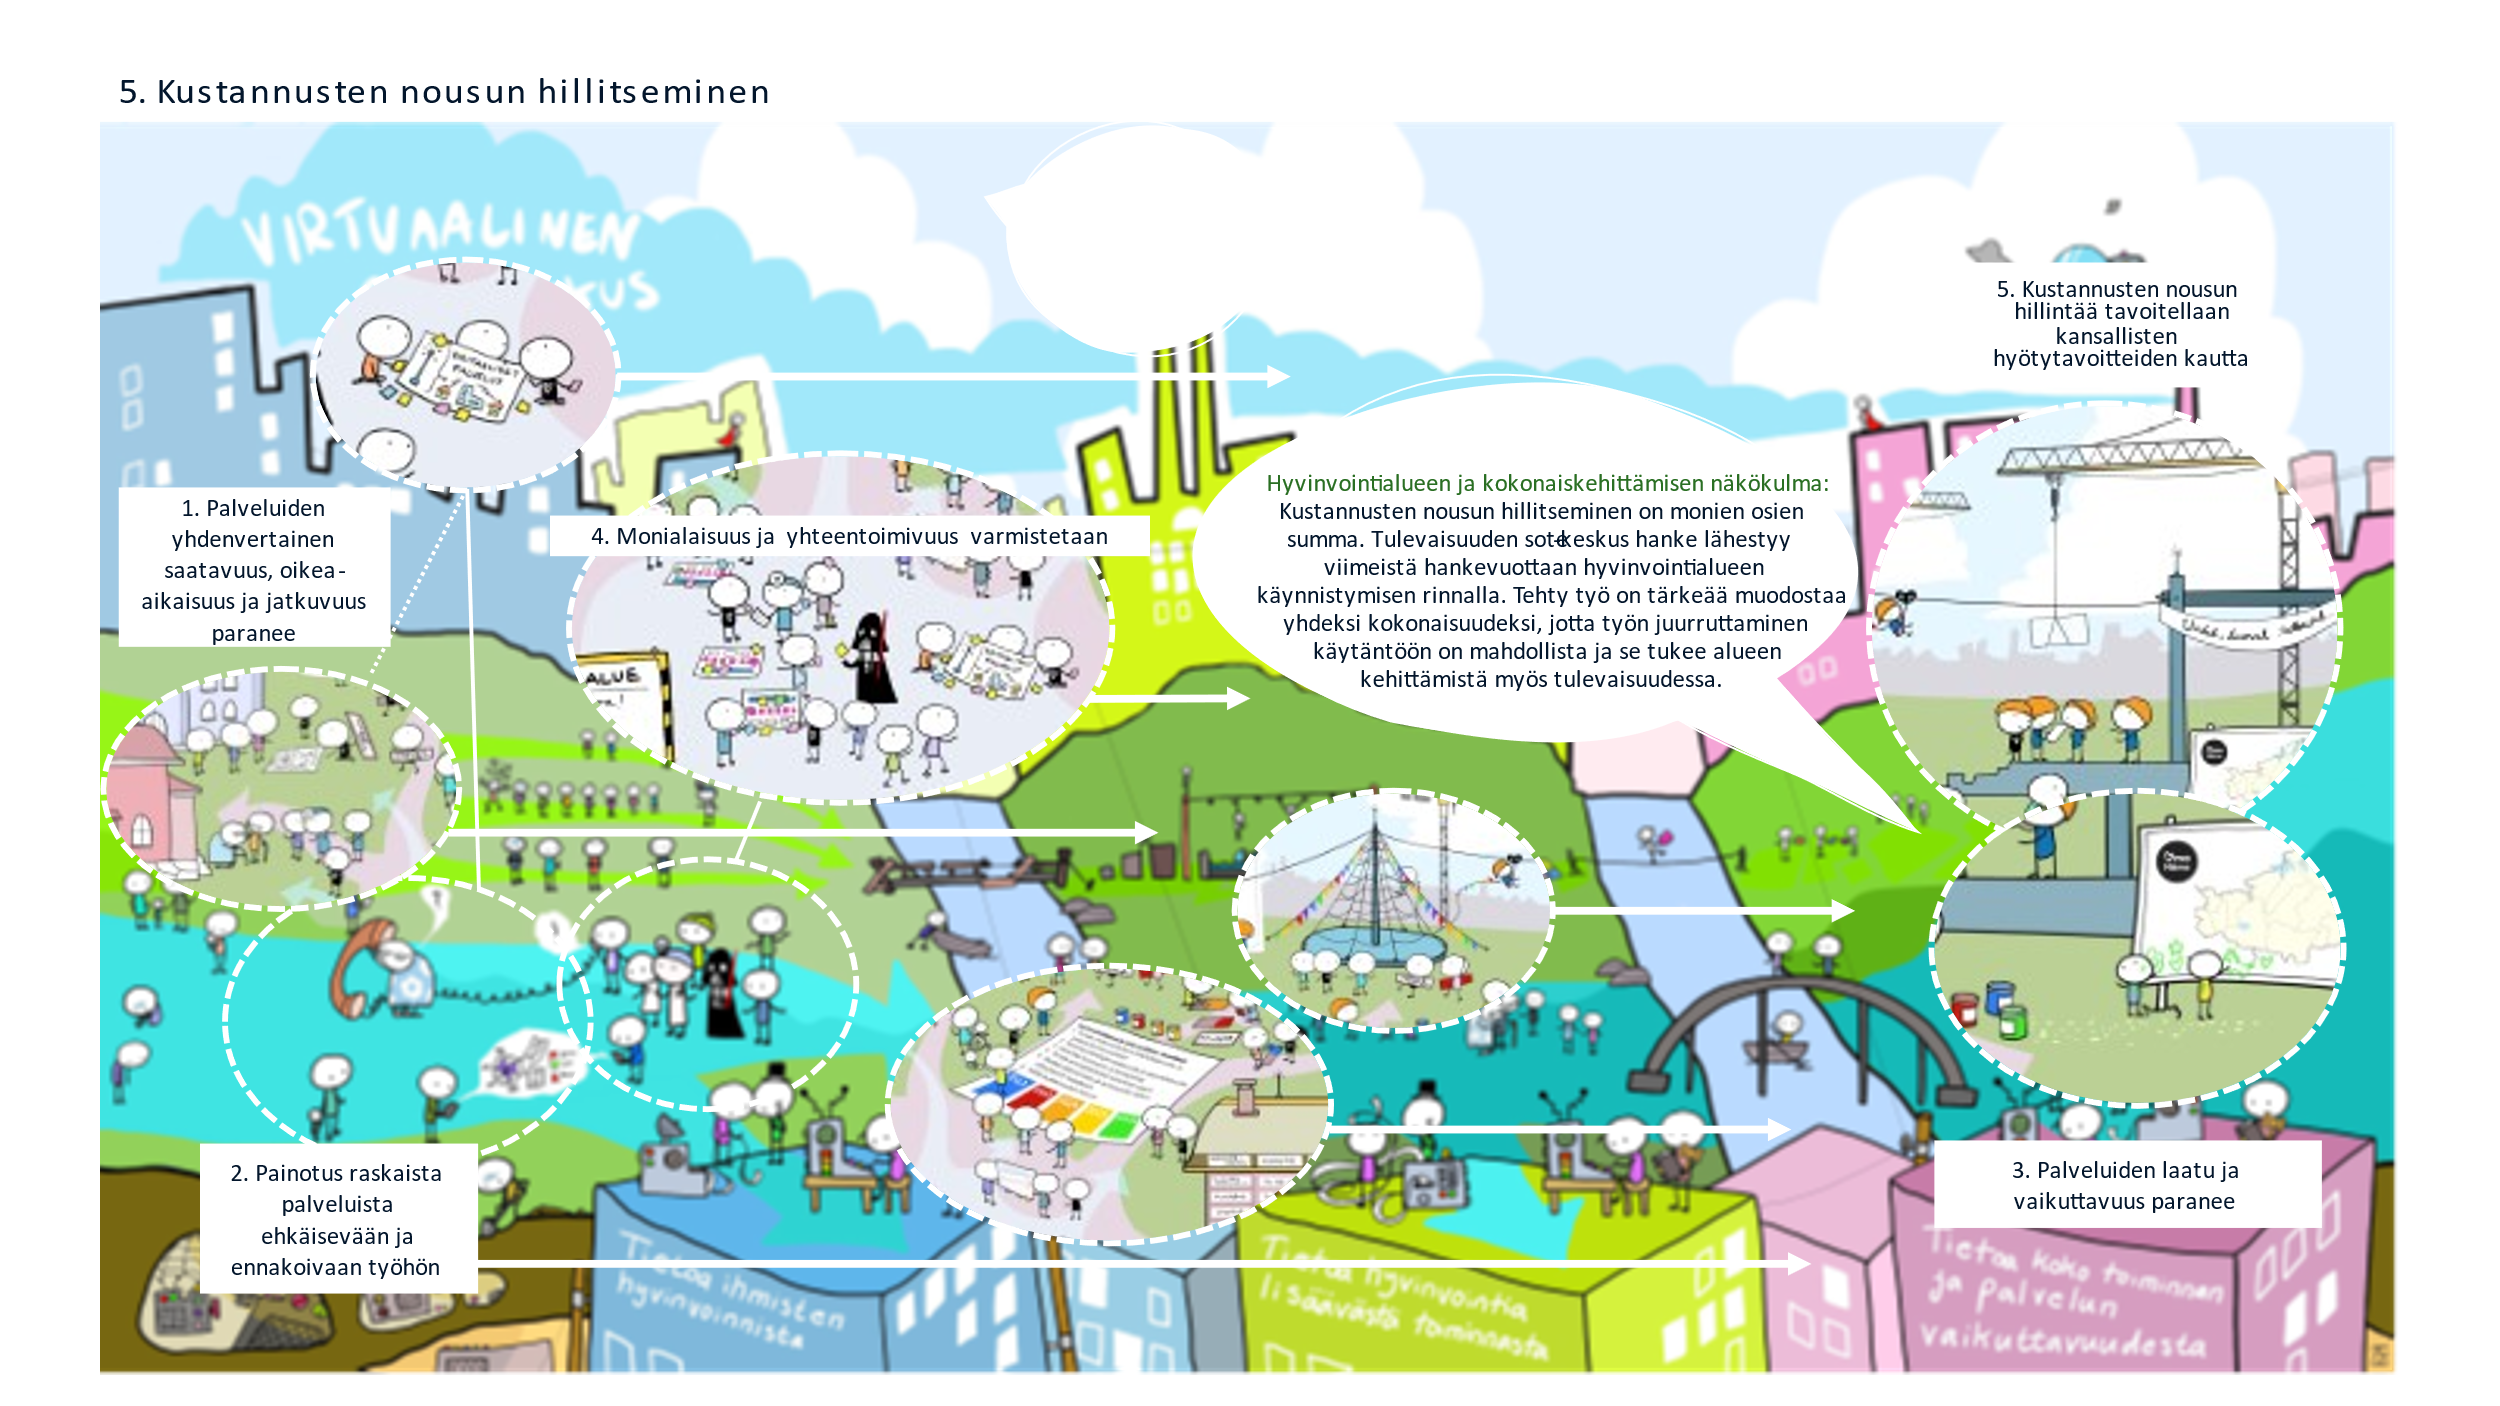 5. Kustannusten nousun hillitseminen
VIRTUAALINEN
KUS
5. Kustannusten nousun
hillintää tavoitellaan
kansallisten
hyötytavoitteiden kautta
1. Palveluiden
yhdenvertainen
saatavuus, oikea-
aikaisuus ja jatkuvuus
paranee
4. Monialaisuus ja yhteentoimivuus varmistetaan
ALUE
Hyvinvointialueen ja kokonaiskehittämisen näkökulma:
Kustannusten nousun hillitseminen on monien osien
summa. Tulevaisuuden sote-keskus hanke lähestyy
viimeistä hankevuottaan hyvinvointialueen
käynnistymisen rinnalla. Tehty työ on tärkeää muodostaa
yhdeksi kokonaisuudeksi, jotta työn juurruttaminen
käytäntöön on mahdollista ja se tukee alueen
kehittämistä myös tulevaisuudessa.
2. Painotus raskaista
palveluista
ehkäisevään ja
ennakoivaan työhön
3. Palveluiden laatu ja
vaikuttavuus paranee
Tietoa ihmisten
hyvinvoinnista
Tietoa hyvinvointia
lisäävästä toiminnasta
Tietoa koko toiminnan
ja palvelun
vaikuttavuudesta